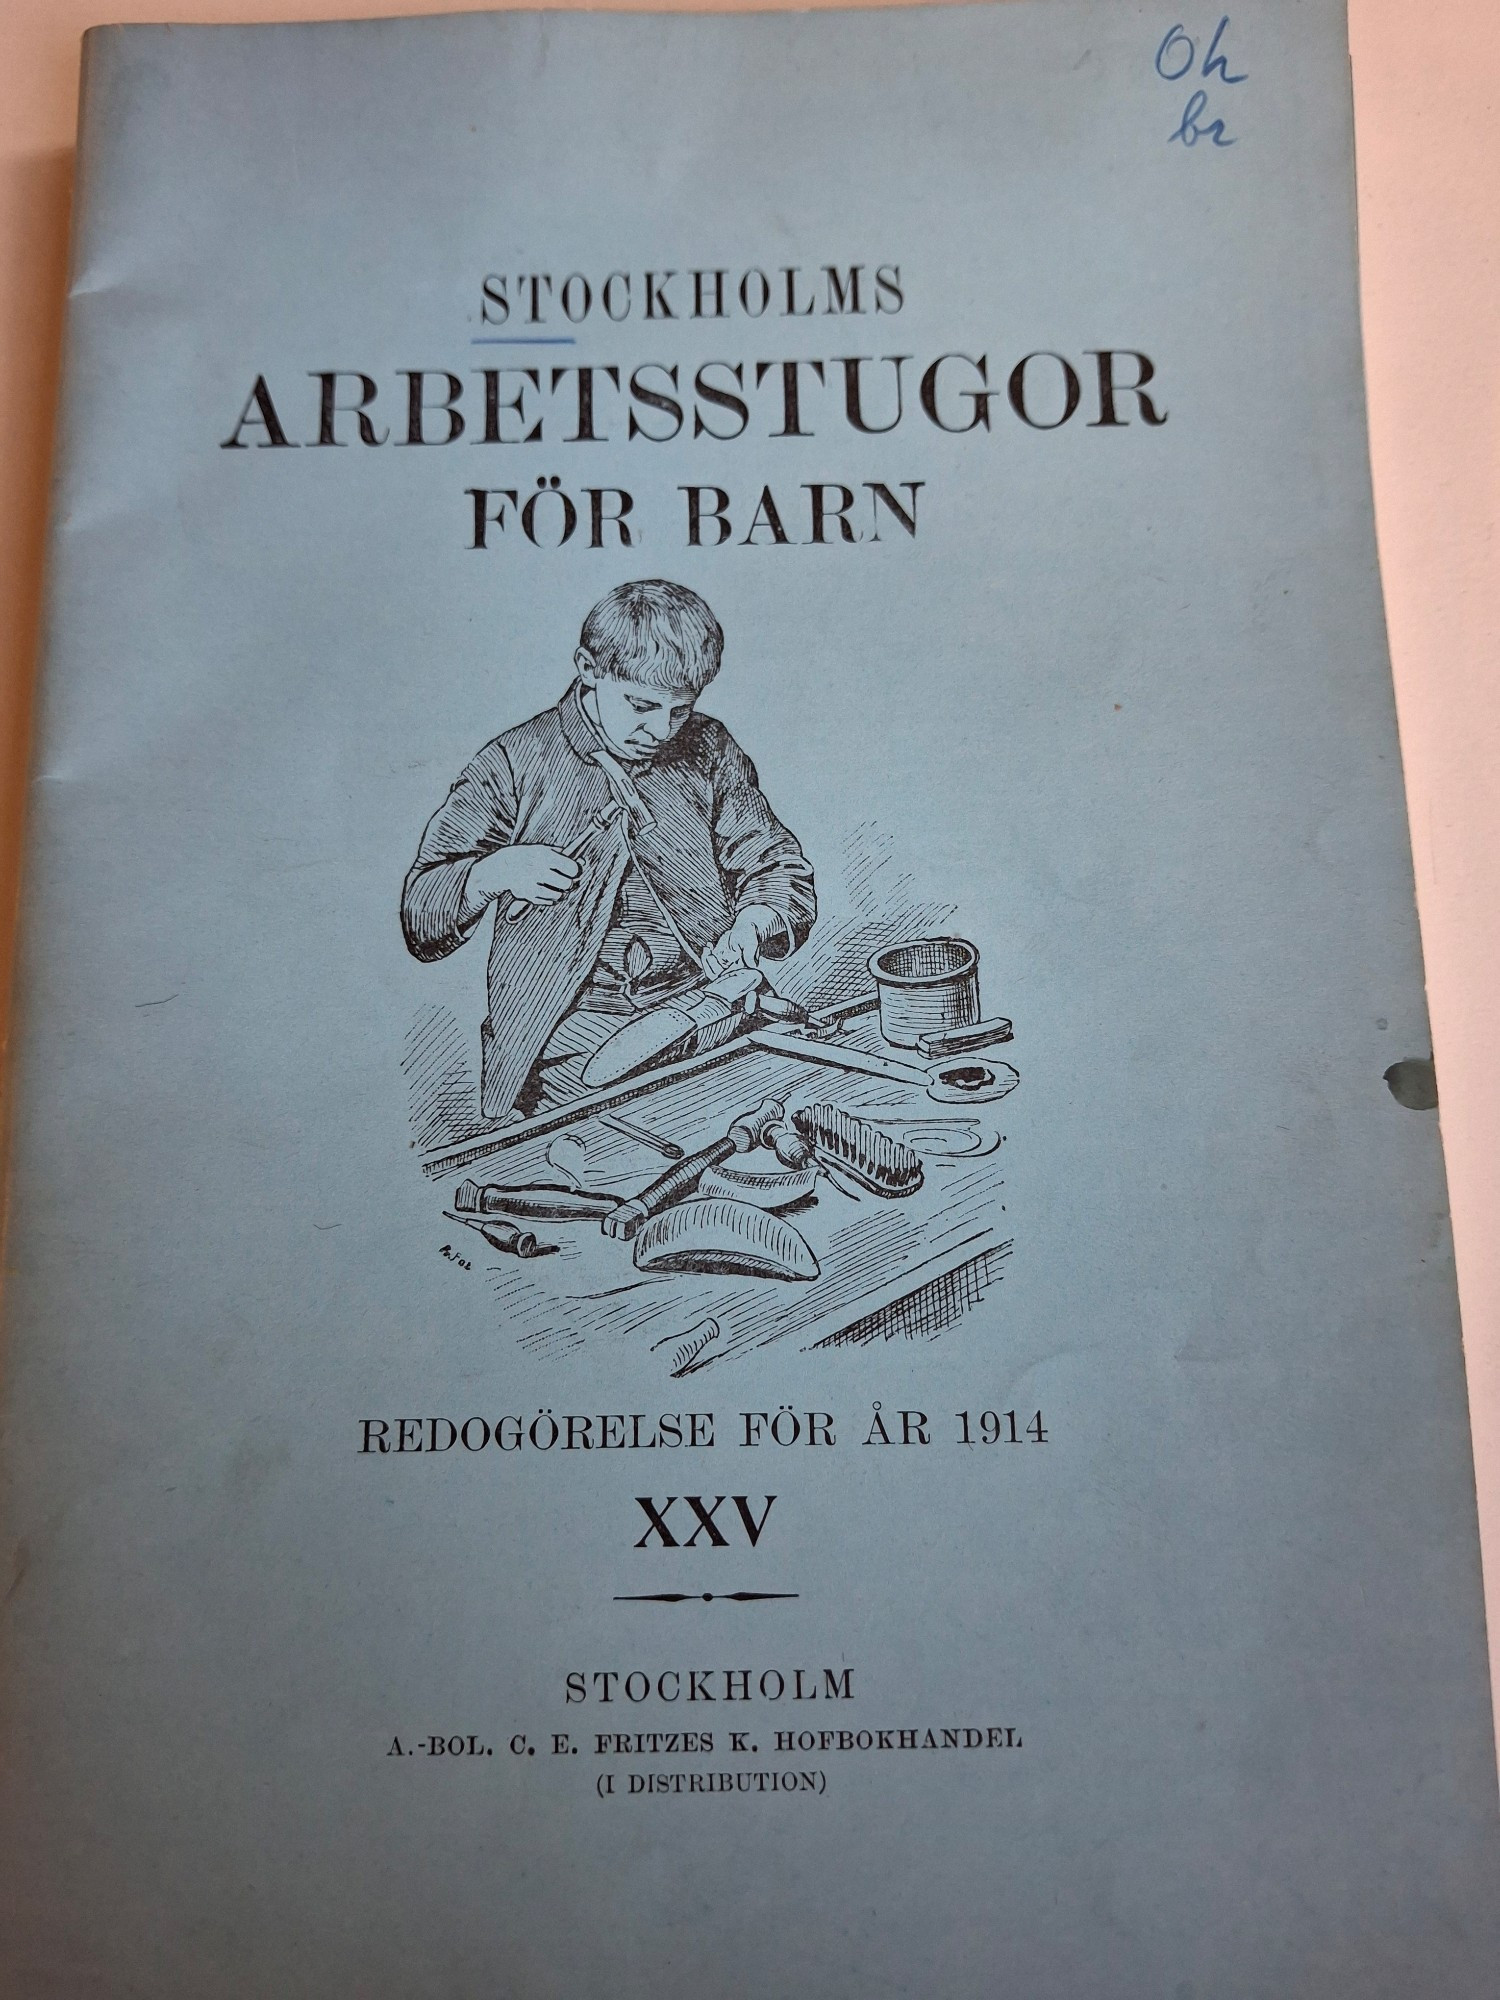 Oh
br
STOCKHOLMS
ARBETSSTUGOR
FÖR BARN
REDOGÖRELSE FÖR ÅR 1914
XXV
STOCKHOLM
A.-BOL. C. E. FRITZES K. HOFBOKHANDEL
(I DISTRIBUTION)